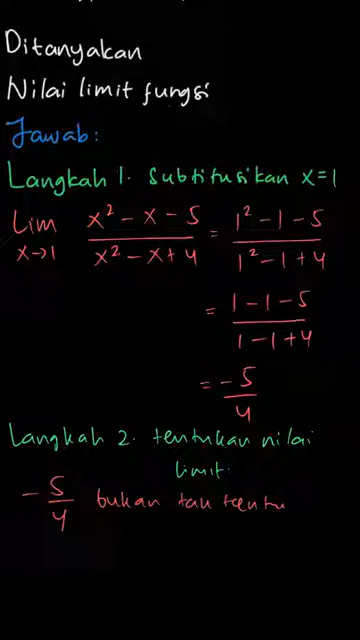 Ditanyakan
Nilai limit fungsi
Jawab:
Langkah 1. Subtitusikan x=1
Lim x→1 (x² - x - 5)/(x² - x + 4) = (1² - 1 - 5)/(1² - 1 + 4)
= (1 - 1 - 5)/(1 - 1 + 4)
= -5/4
Langkah 2. tentukan nilai
limit.
-5/4 bukan tak tentu